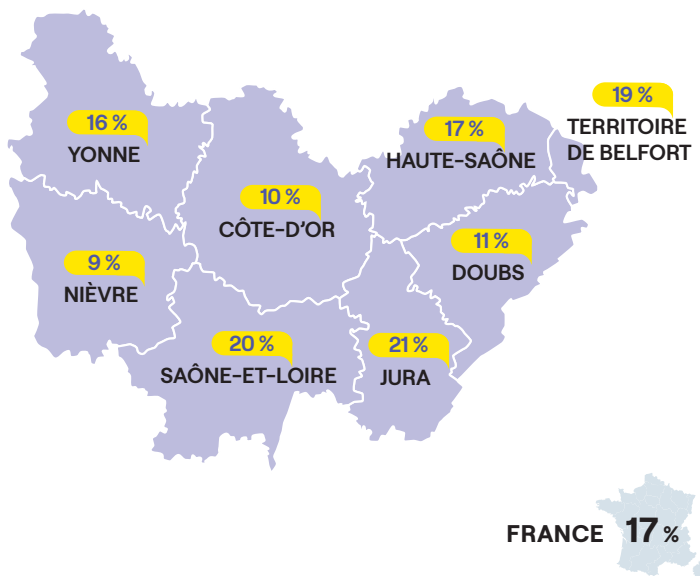 16 %
YONNE
17 %
HAUTE-SAÔNE
19 %
TERRITOIRE
DE BELFORT
10 %
CÔTE-D'OR
11 %
DOUBS
9 %
NIÈVRE
20 %
SAÔNE-ET-LOIRE
21 %
JURA
FRANCE 17 %